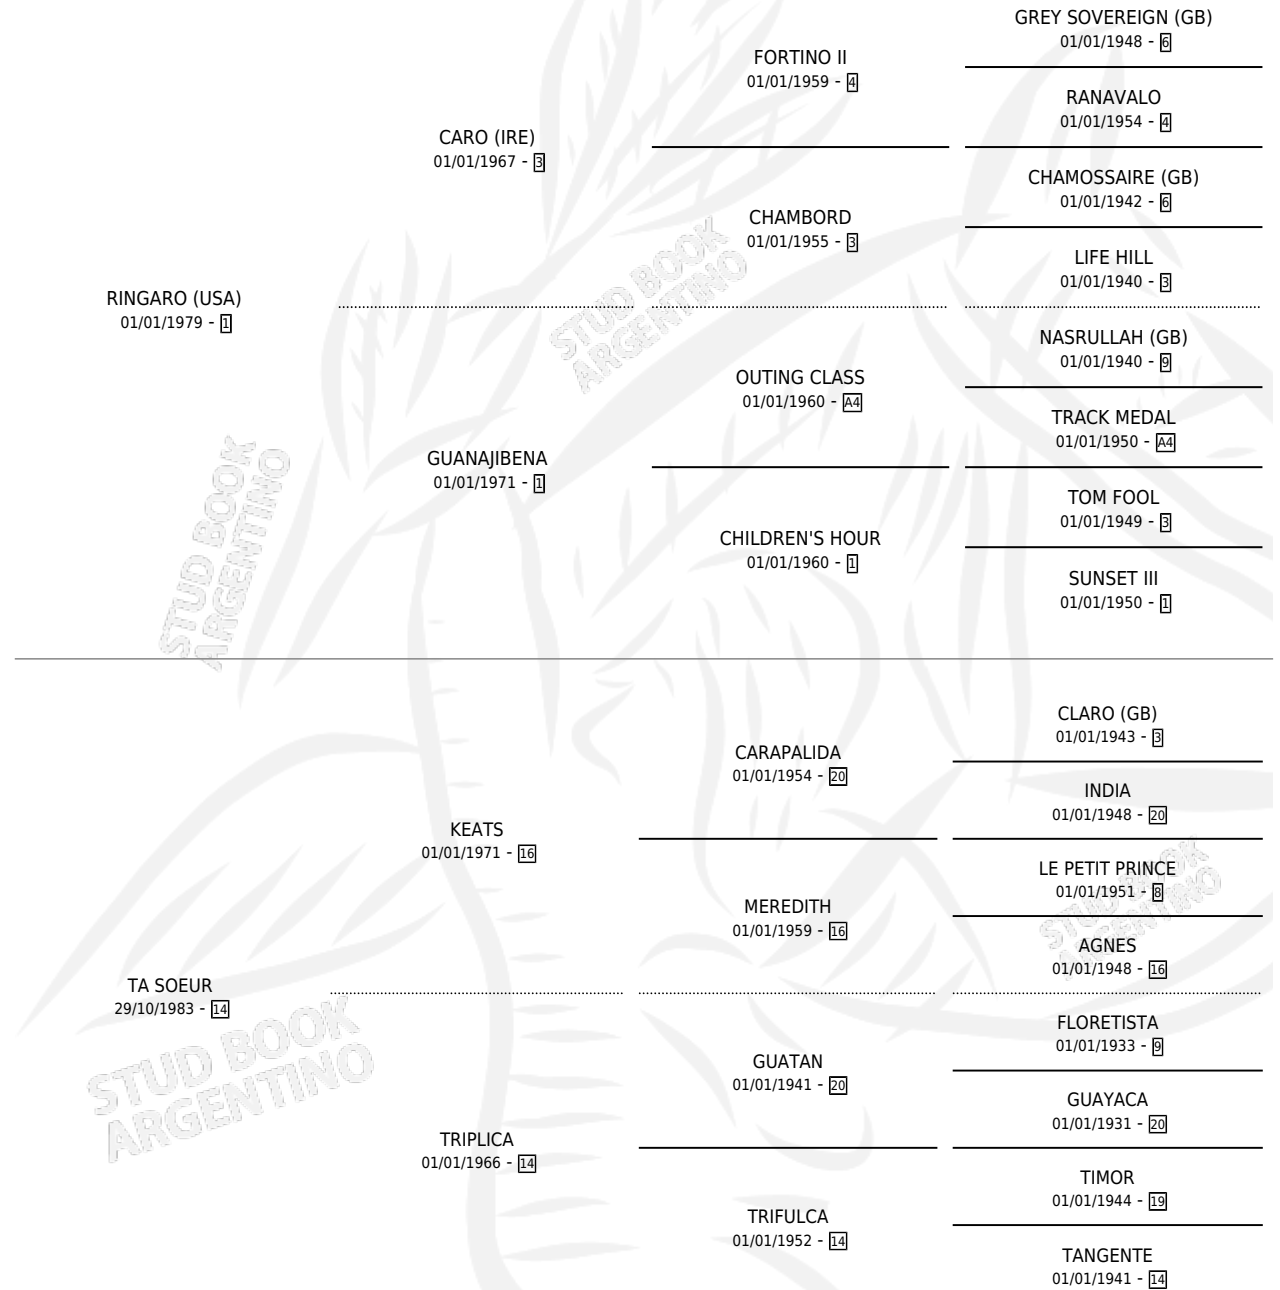 GREY SOVEREIGN (GB)
01/01/1948 - 6
FORTINO II
01/01/1959 - 4
RANAVALO
01/01/1954 - 4
CARO (IRE)
01/01/1967 - 3
CHAMOSSAIRE (GB)
01/01/1942 - 6
CHAMBORD
01/01/1955 - 3
LIFE HILL
01/01/1940 - 3
RINGARO (USA)
01/01/1979 - 1
NASRULLAH (GB)
01/01/1940 - 9
OUTING CLASS
01/01/1960 - A4
TRACK MEDAL
01/01/1950 - A4
GUANAJIBENA
01/01/1971 - 1
TOM FOOL
01/01/1949 - 3
CHILDREN'S HOUR
01/01/1960 - 1
SUNSET III
01/01/1950 - 1
CLARO (GB)
01/01/1943 - 3
CARAPALIDA
01/01/1954 - 20
INDIA
01/01/1948 - 20
KEATS
01/01/1971 - 16
LE PETIT PRINCE
01/01/1951 - 8
MEREDITH
01/01/1959 - 16
AGNES
01/01/1948 - 16
TA SOEUR
29/10/1983 - 14
FLORETISTA
01/01/1933 - 9
GUATAN
01/01/1941 - 20
GUAYACA
01/01/1931 - 20
TRIPLICA
01/01/1966 - 14
TIMOR
01/01/1944 - 19
TRIFULCA
01/01/1952 - 14
TANGENTE
01/01/1941 - 14
STUD BOOK
ARGENTINO
STUD BOOK
ARGENTINO
STUD BOOK
ARGENTINO
STUD BOOK
ARGENTINO